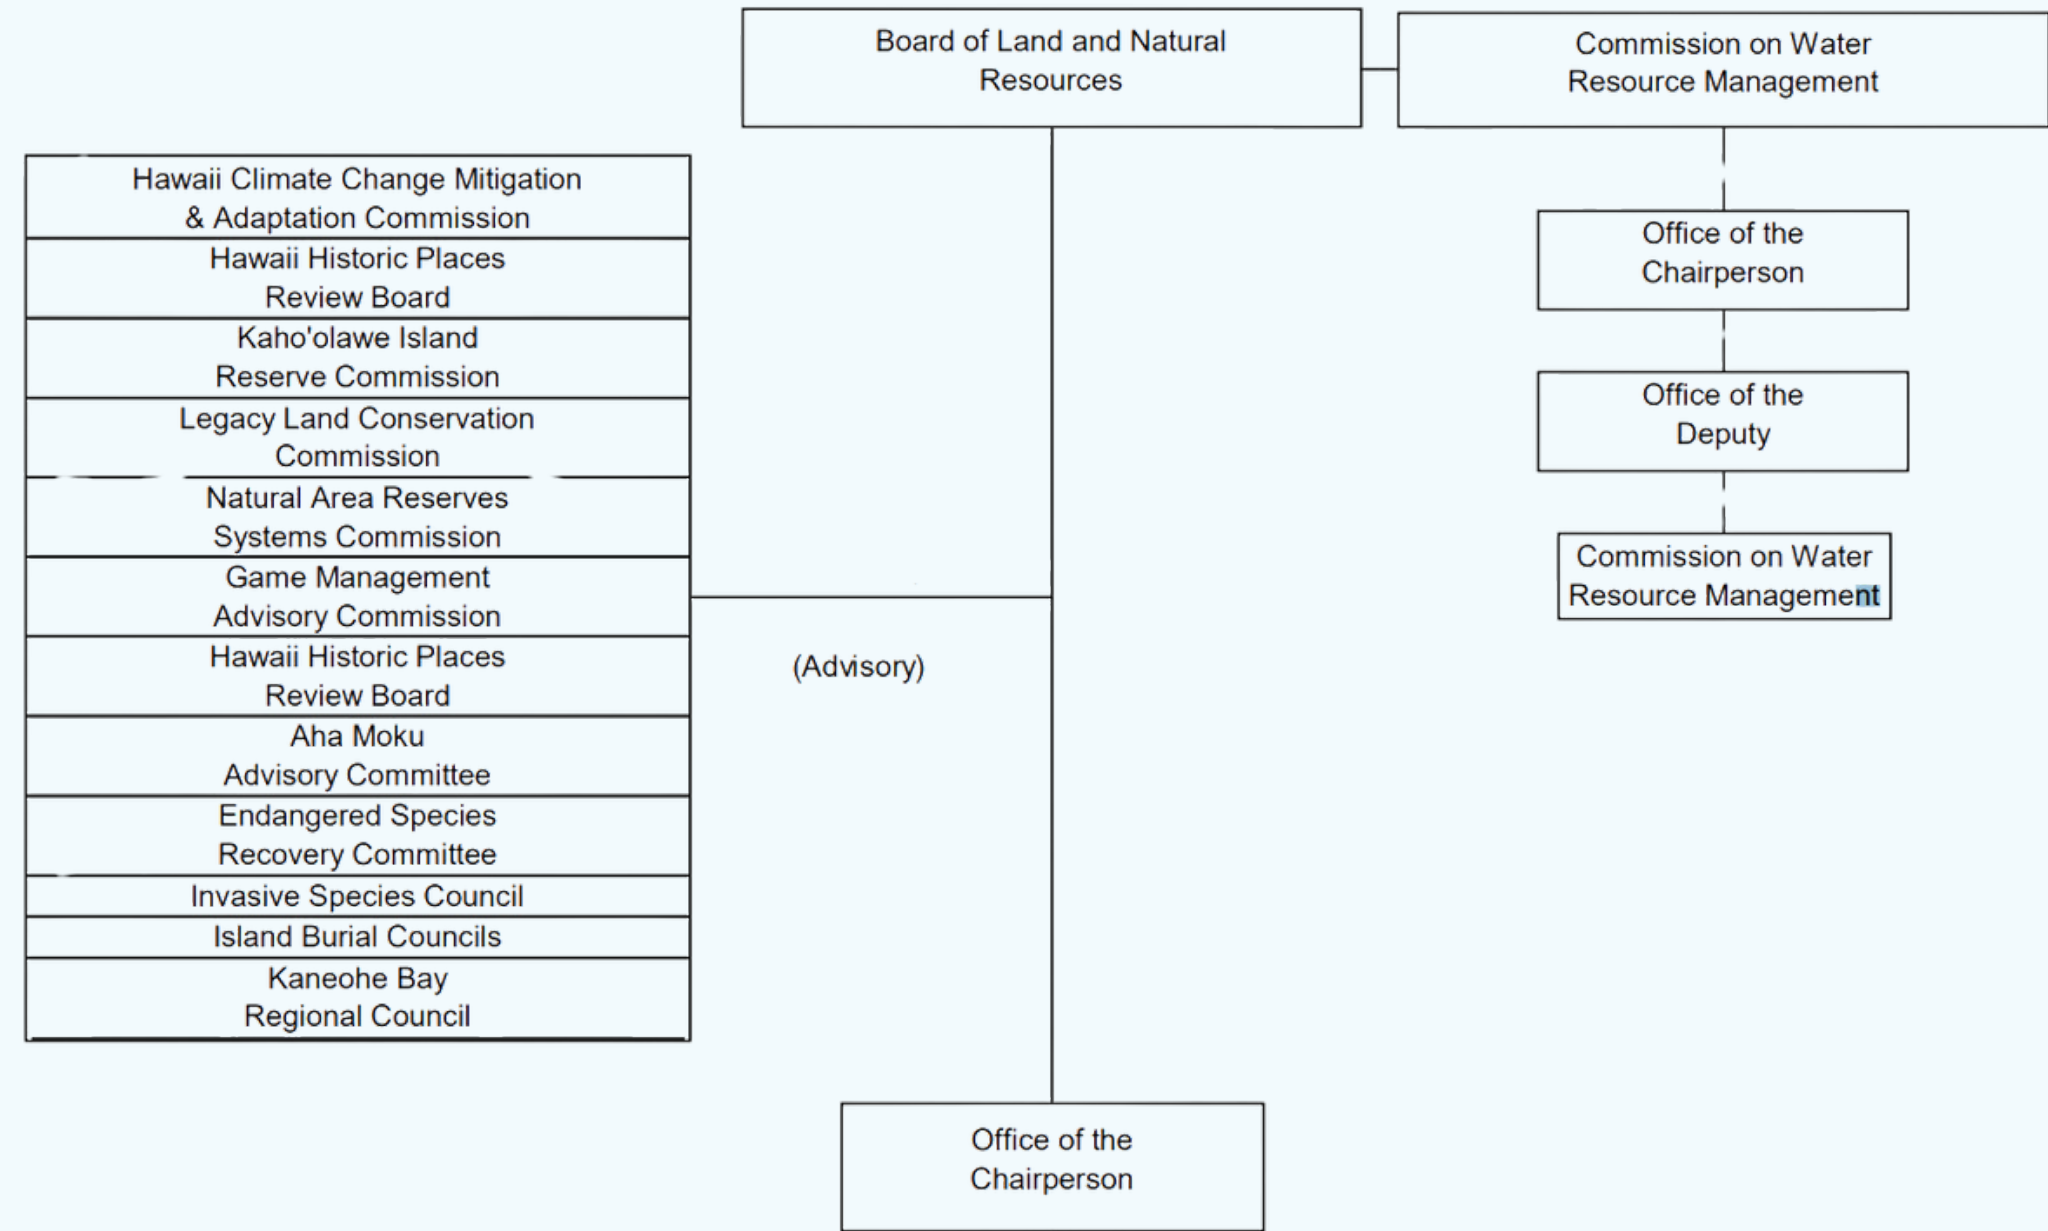 Board of Land and Natural
Resources
Commission on Water
Resource Management
Hawaii Climate Change Mitigation
& Adaptation Commission
Hawaii Historic Places
Review Board
Kaho'olawe Island
Reserve Commission
Legacy Land Conservation
Commission
Natural Area Reserves
Systems Commission
Game Management
Advisory Commission
Hawaii Historic Places
Review Board
Aha Moku
Advisory Committee
Endangered Species
Recovery Committee
Invasive Species Council
Island Burial Councils
Kaneohe Bay
Regional Council
(Advisory)
Office of the
Chairperson
Office of the
Deputy
Commission on Water
Resource Management
Office of the
Chairperson